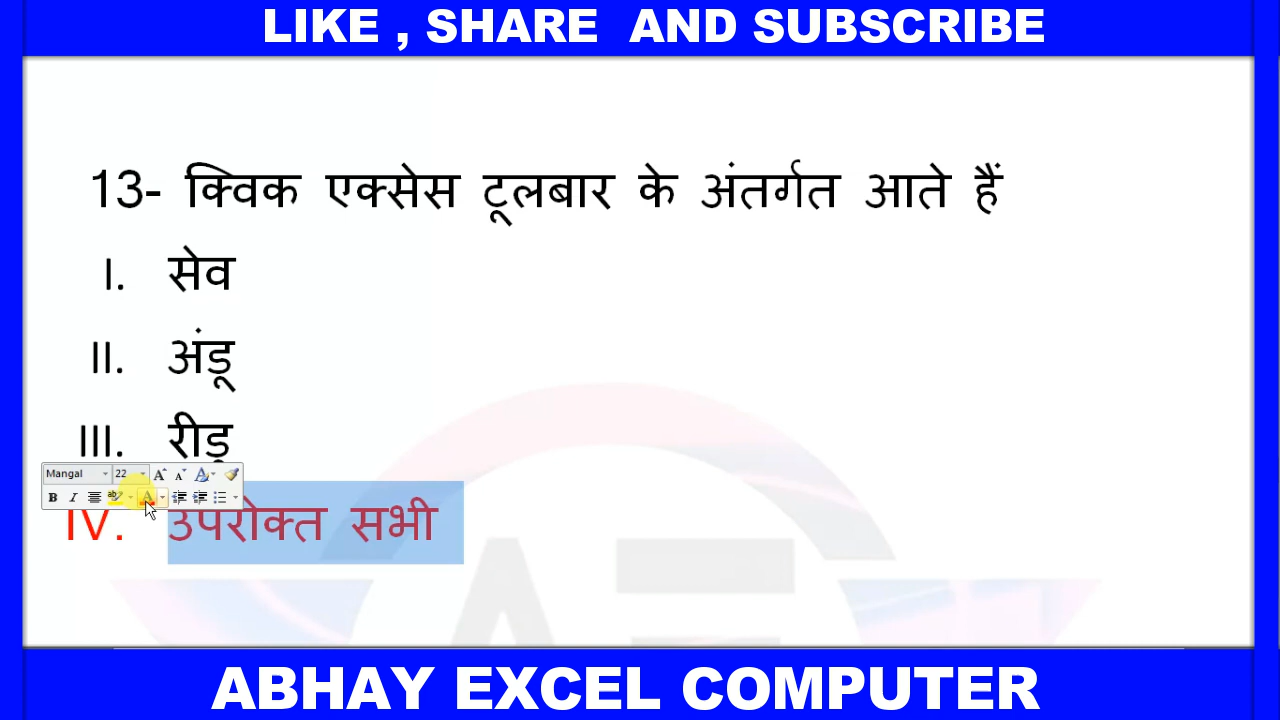 LIKE , SHARE AND SUBSCRIBE
13- क्विक एक्सेस टूलबार के अंतर्गत आते हैं
I. सेव
II. अंडू
III. रीडू
Mangal 22
IV. उपरोक्त सभी
ABHAY EXCEL COMPUTER